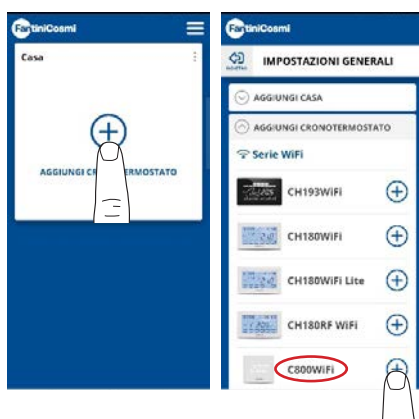 FantiniCosmi
Casa
AGGIUNGI CRONOTERMOSTATO
FantiniCosmi
IMPOSTAZIONI GENERALI
AGGIUNGI CASA
AGGIUNGI CRONOTERMOSTATO
Serie WiFi
CH193WiFi
CH180WiFi
CH180WiFi Lite
CH180RF WiFi
C800WiFi